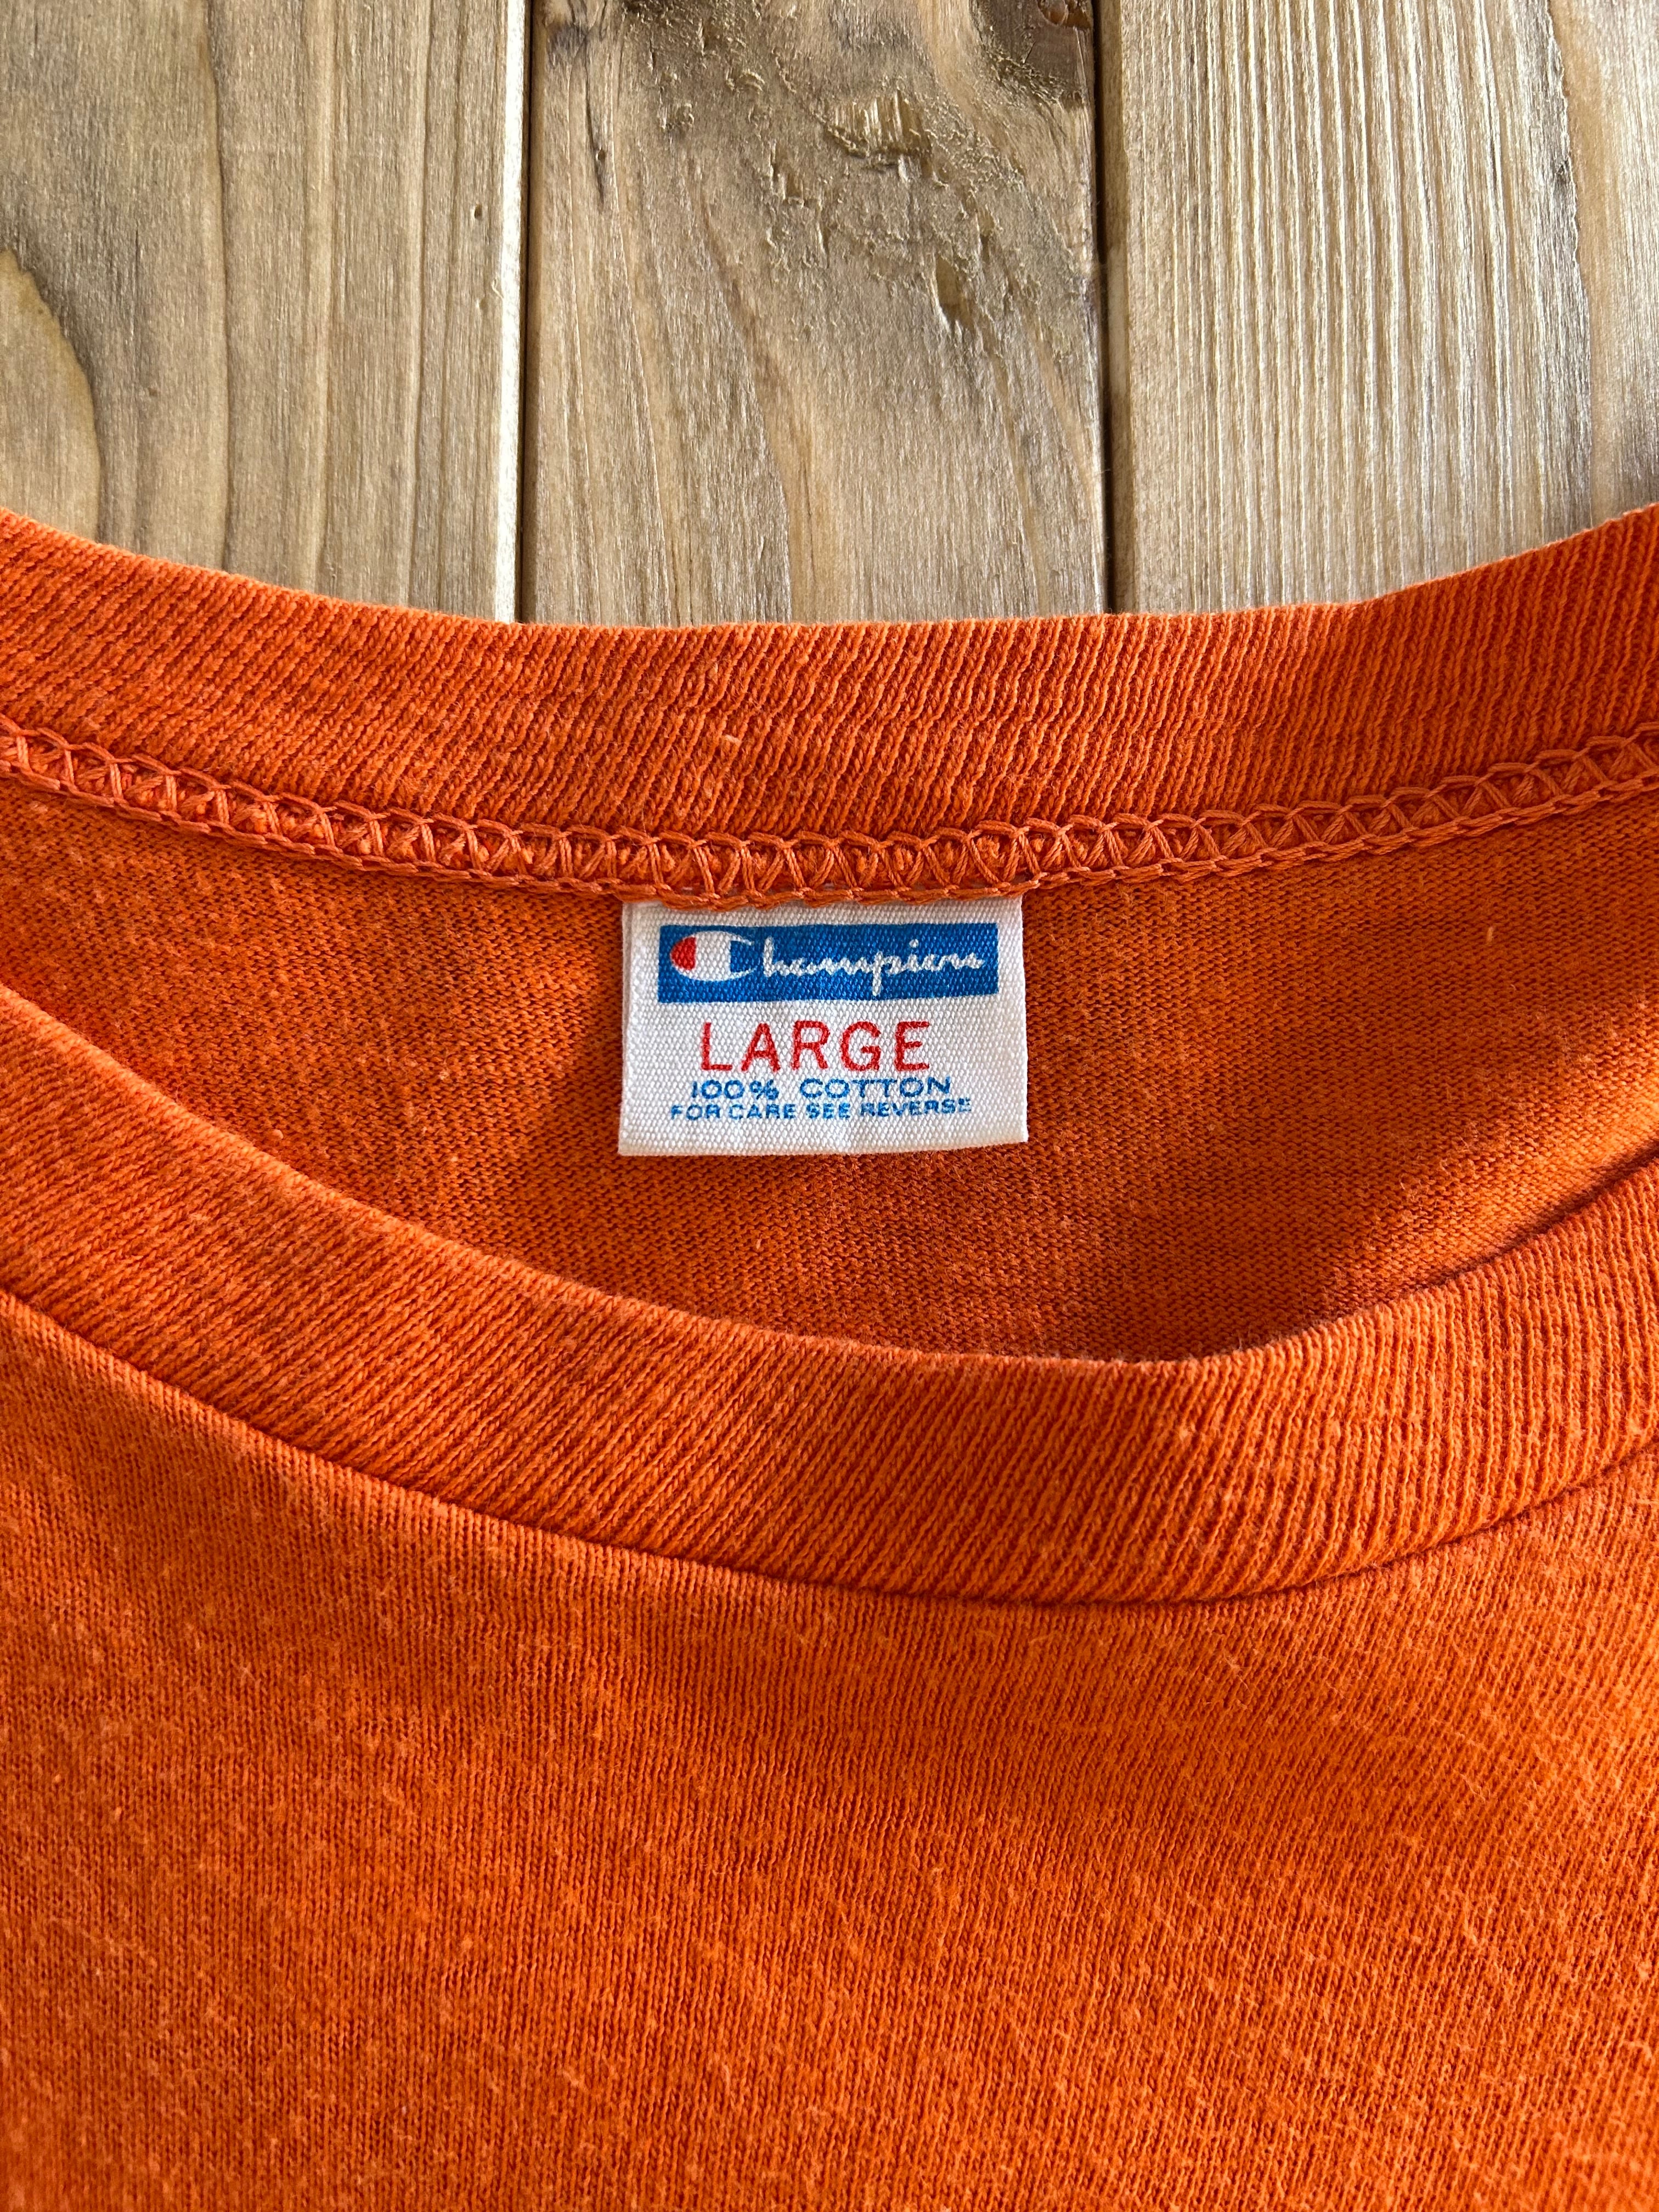 Champion
LARGE
100% COTTON
FOR CARE SEE REVERSE